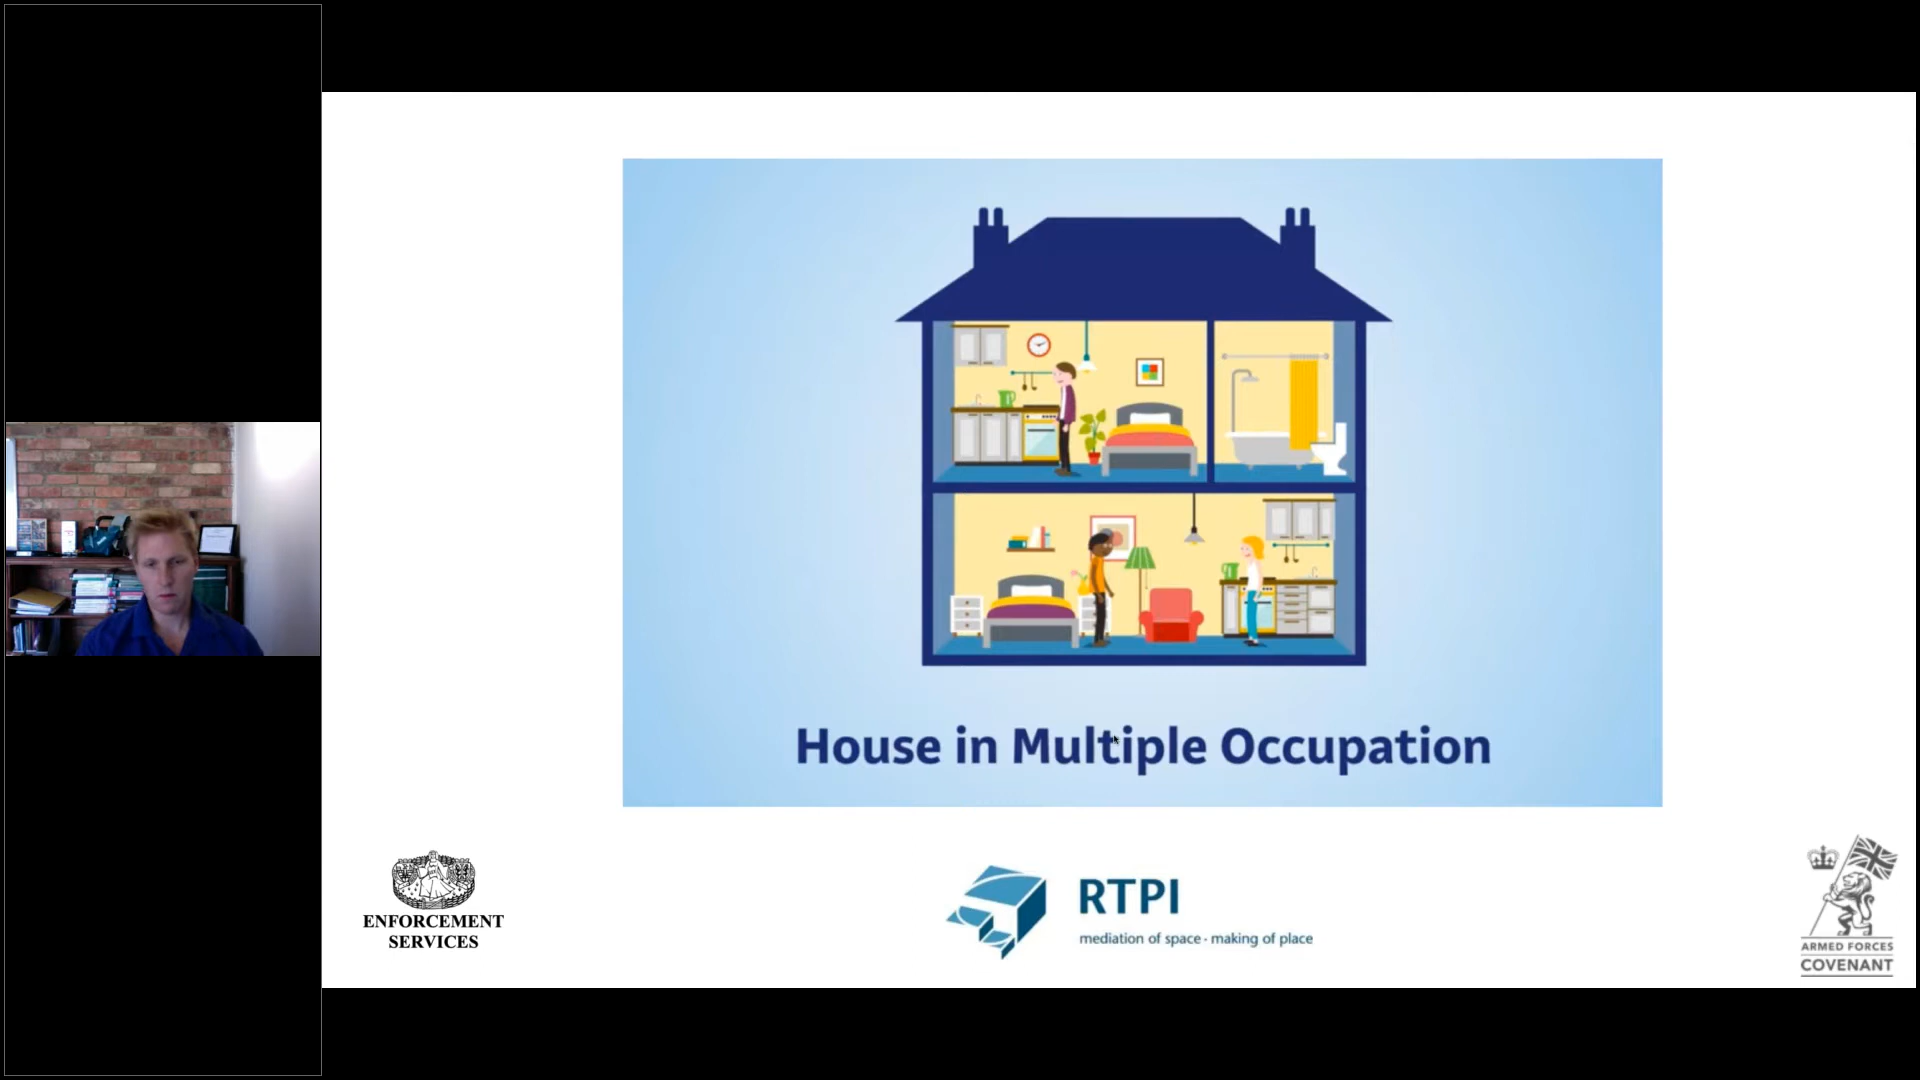 House in Multiple Occupation
ENFORCEMENT
SERVICES
RTPI
mediation of space · making of place
ARMED FORCES
COVENANT